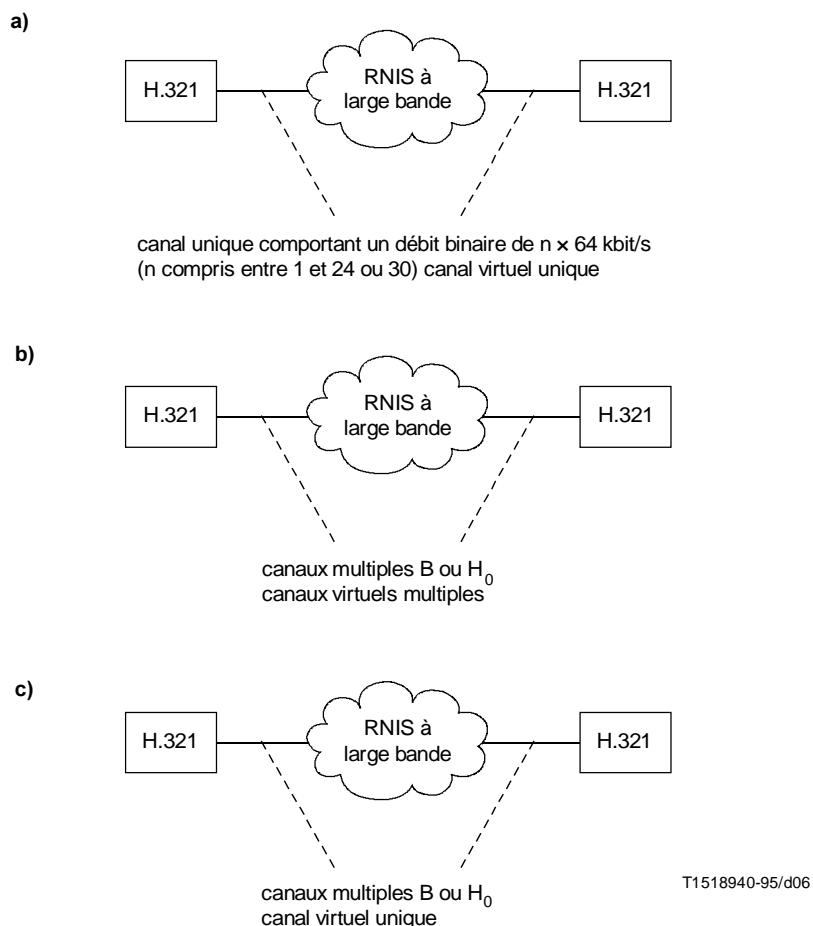 a)
H.321
RNIS à
large bande
H.321
canal unique comportant un débit binaire de n × 64 kbit/s
(n compris entre 1 et 24 ou 30) canal virtuel unique
b)
H.321
RNIS à
large bande
H.321
canaux multiples B ou H0
canaux virtuels multiples
c)
H.321
RNIS à
large bande
H.321
canaux multiples B ou H0
canal virtuel unique
T1518940-95/d06